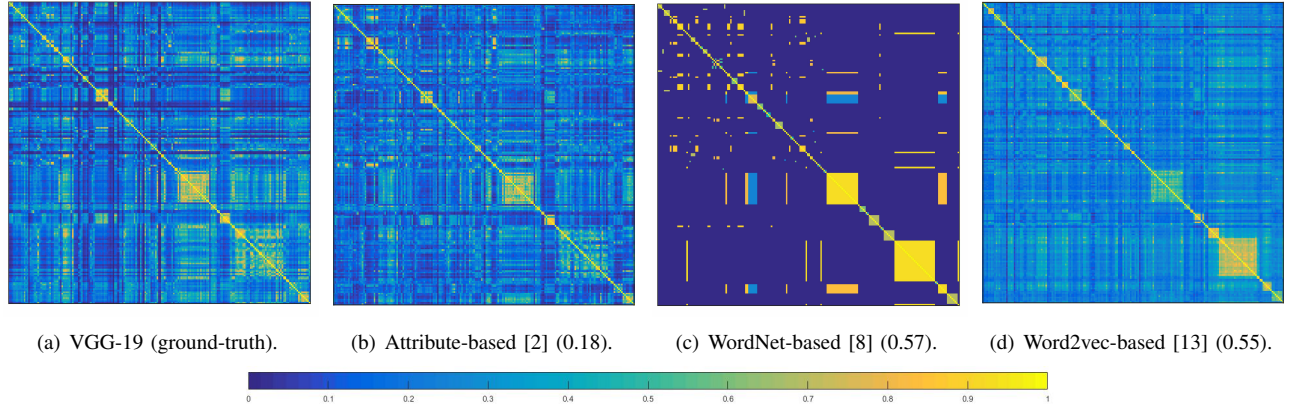 (a) VGG-19 (ground-truth). (b) Attribute-based [2] (0.18). (c) WordNet-based [8] (0.57). (d) Word2vec-based [13] (0.55).
0 0.1 0.2 0.3 0.4 0.5 0.6 0.7 0.8 0.9 1